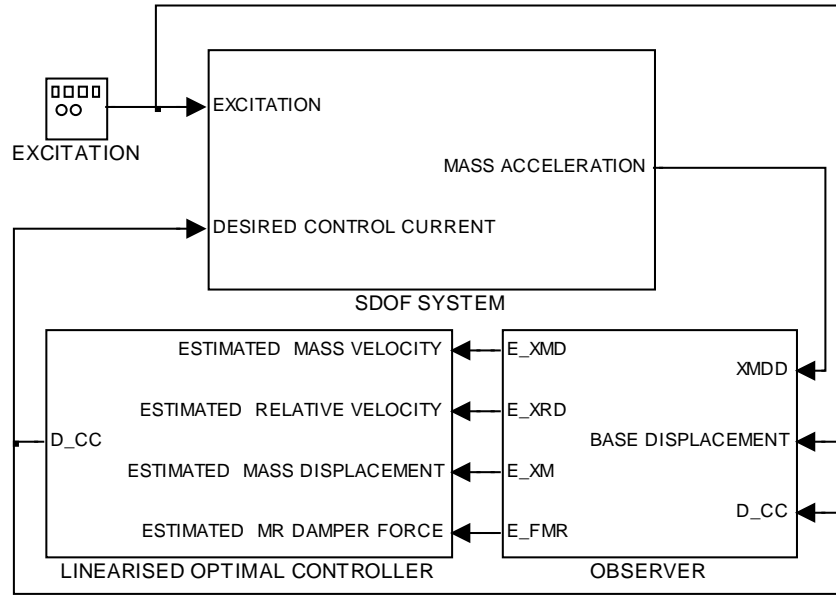 EXCITATION
EXCITATION
MASS ACCELERATION
DESIRED CONTROL CURRENT
SDOF SYSTEM
ESTIMATED MASS VELOCITY
E_XMD
XMDD
ESTIMATED RELATIVE VELOCITY
E_XRD
D_CC
BASE DISPLACEMENT
ESTIMATED MASS DISPLACEMENT
E_XM
D_CC
ESTIMATED MR DAMPER FORCE
E_FMR
LINEARISED OPTIMAL CONTROLLER
OBSERVER